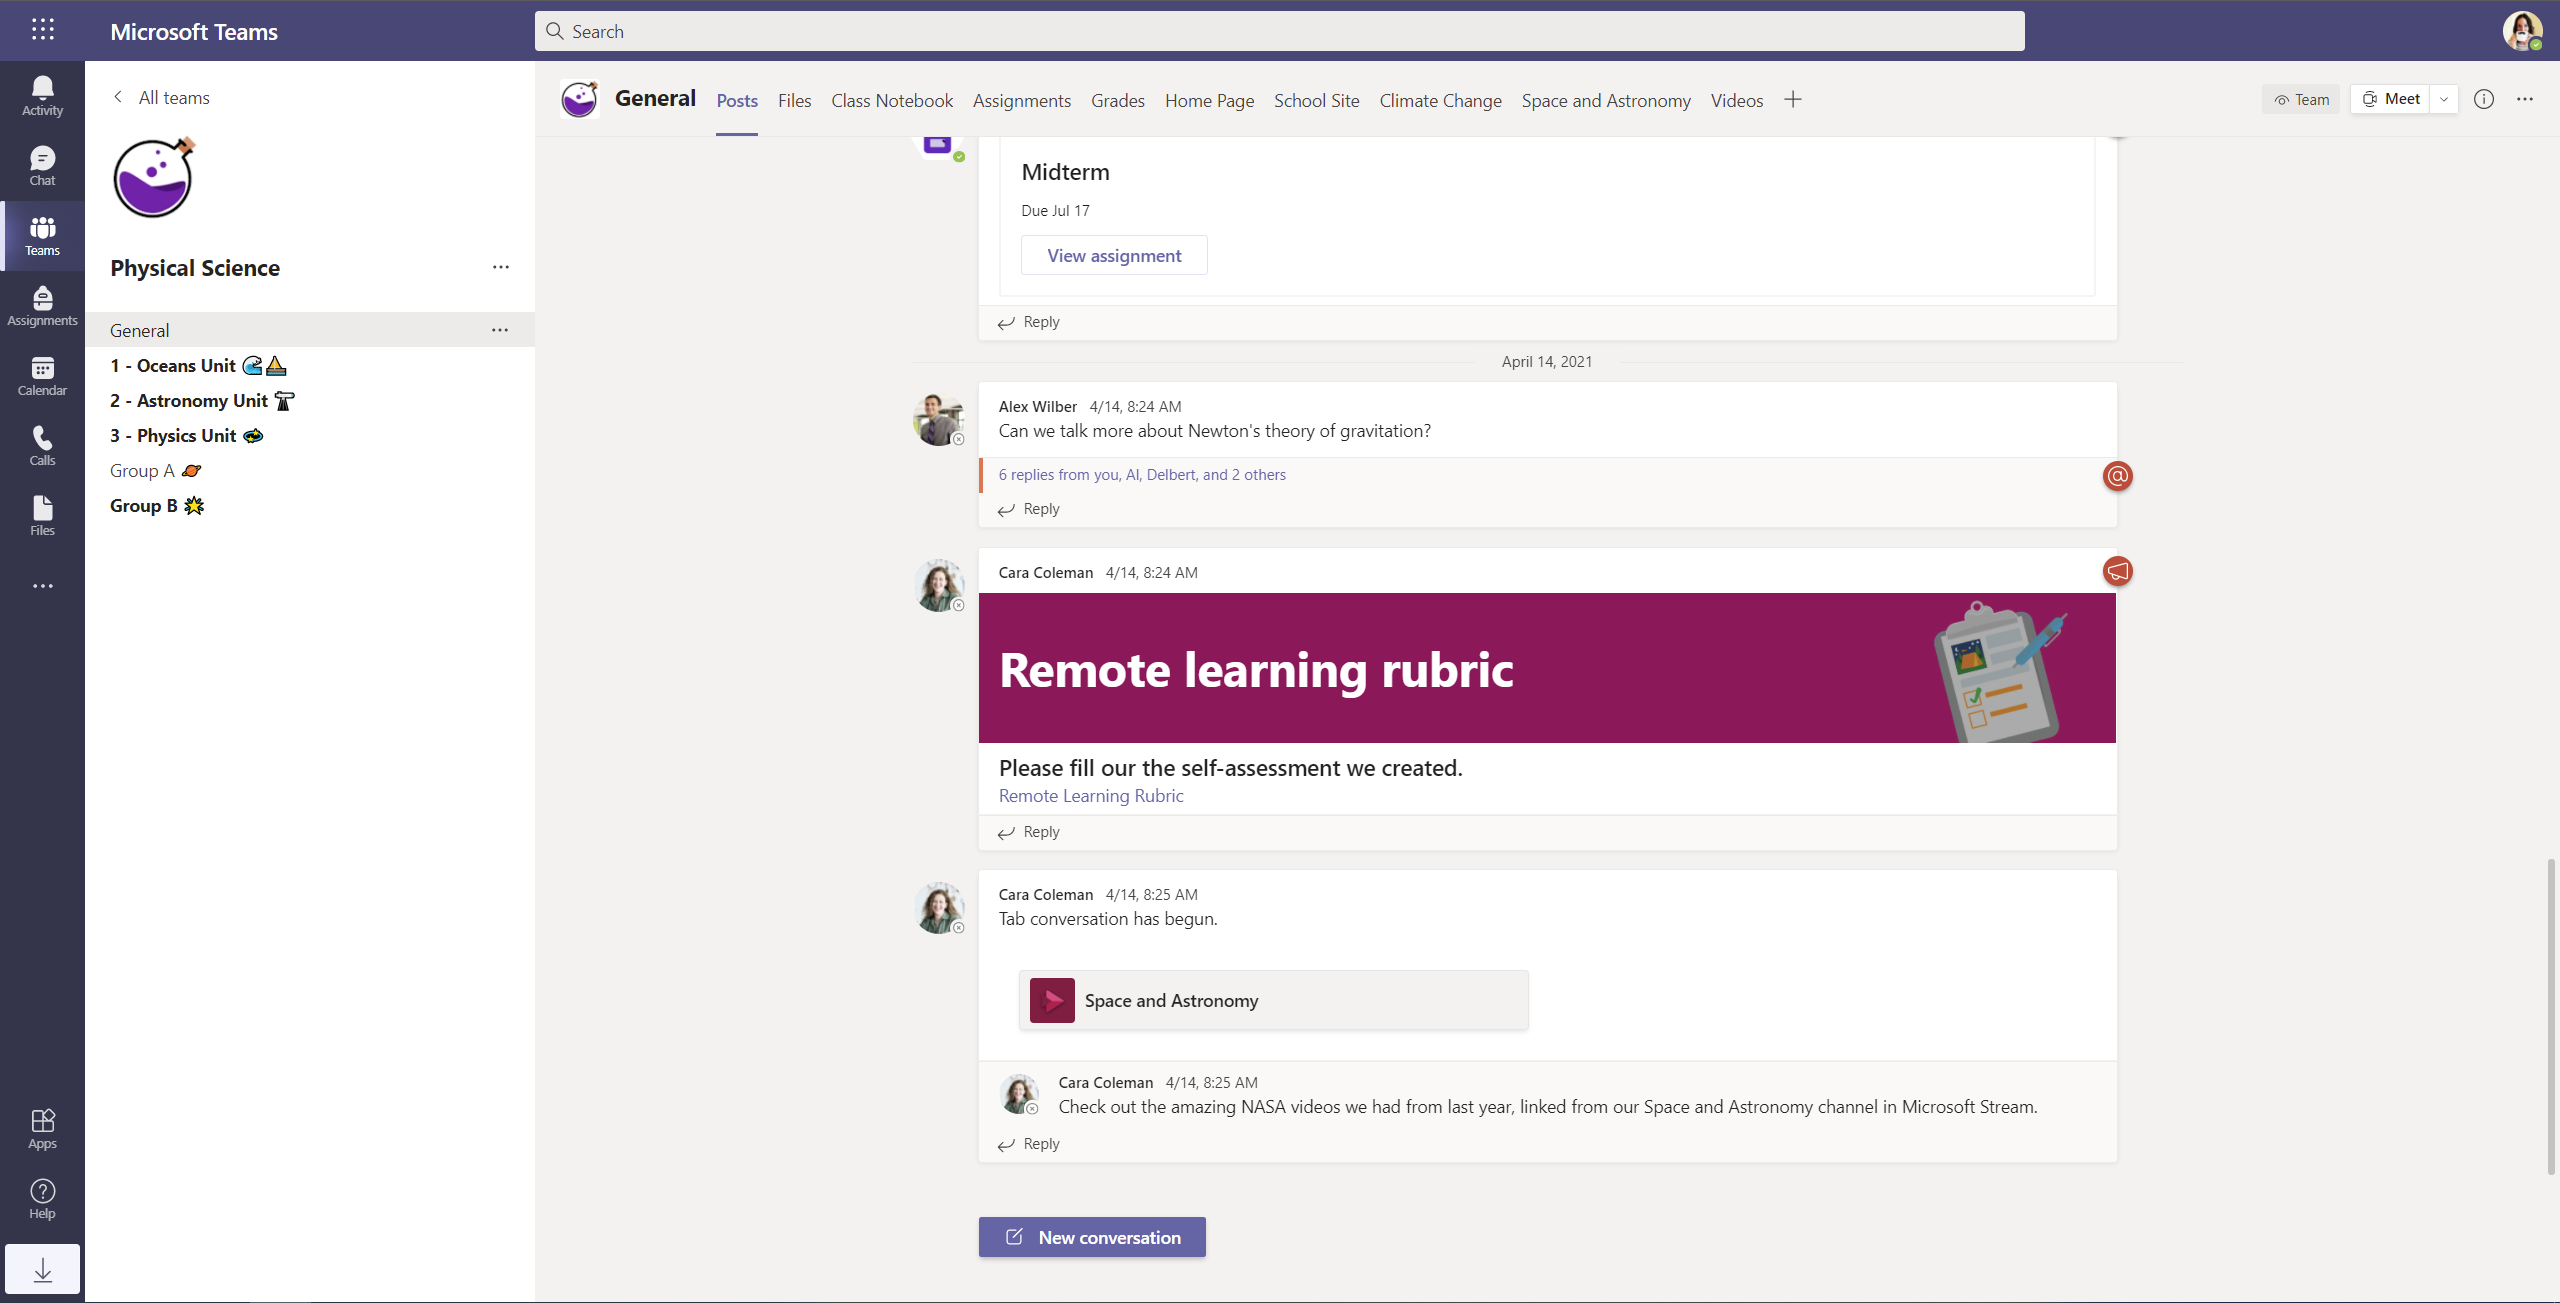 Microsoft Teams
Search
Activity
Chat
Teams
Assignments
Calendar
Calls
Files
Apps
Help
All teams
Physical Science
General
1 - Oceans Unit 🌊⛵
2 - Astronomy Unit
3 - Physics Unit
Group A 🪐
Group B 🌟
General Posts Files Class Notebook Assignments Grades Home Page School Site Climate Change Space and Astronomy Videos
Team Meet
Midterm
Due Jul 17
View assignment
Reply
April 14, 2021
Alex Wilber 4/14, 8:24 AM
Can we talk more about Newton's theory of gravitation?
6 replies from you, Al, Delbert, and 2 others
Reply
Cara Coleman 4/14, 8:24 AM
Remote learning rubric
Please fill our the self-assessment we created.
Remote Learning Rubric
Reply
Cara Coleman 4/14, 8:25 AM
Tab conversation has begun.
Space and Astronomy
Cara Coleman 4/14, 8:25 AM
Check out the amazing NASA videos we had from last year, linked from our Space and Astronomy channel in Microsoft Stream.
Reply
New conversation